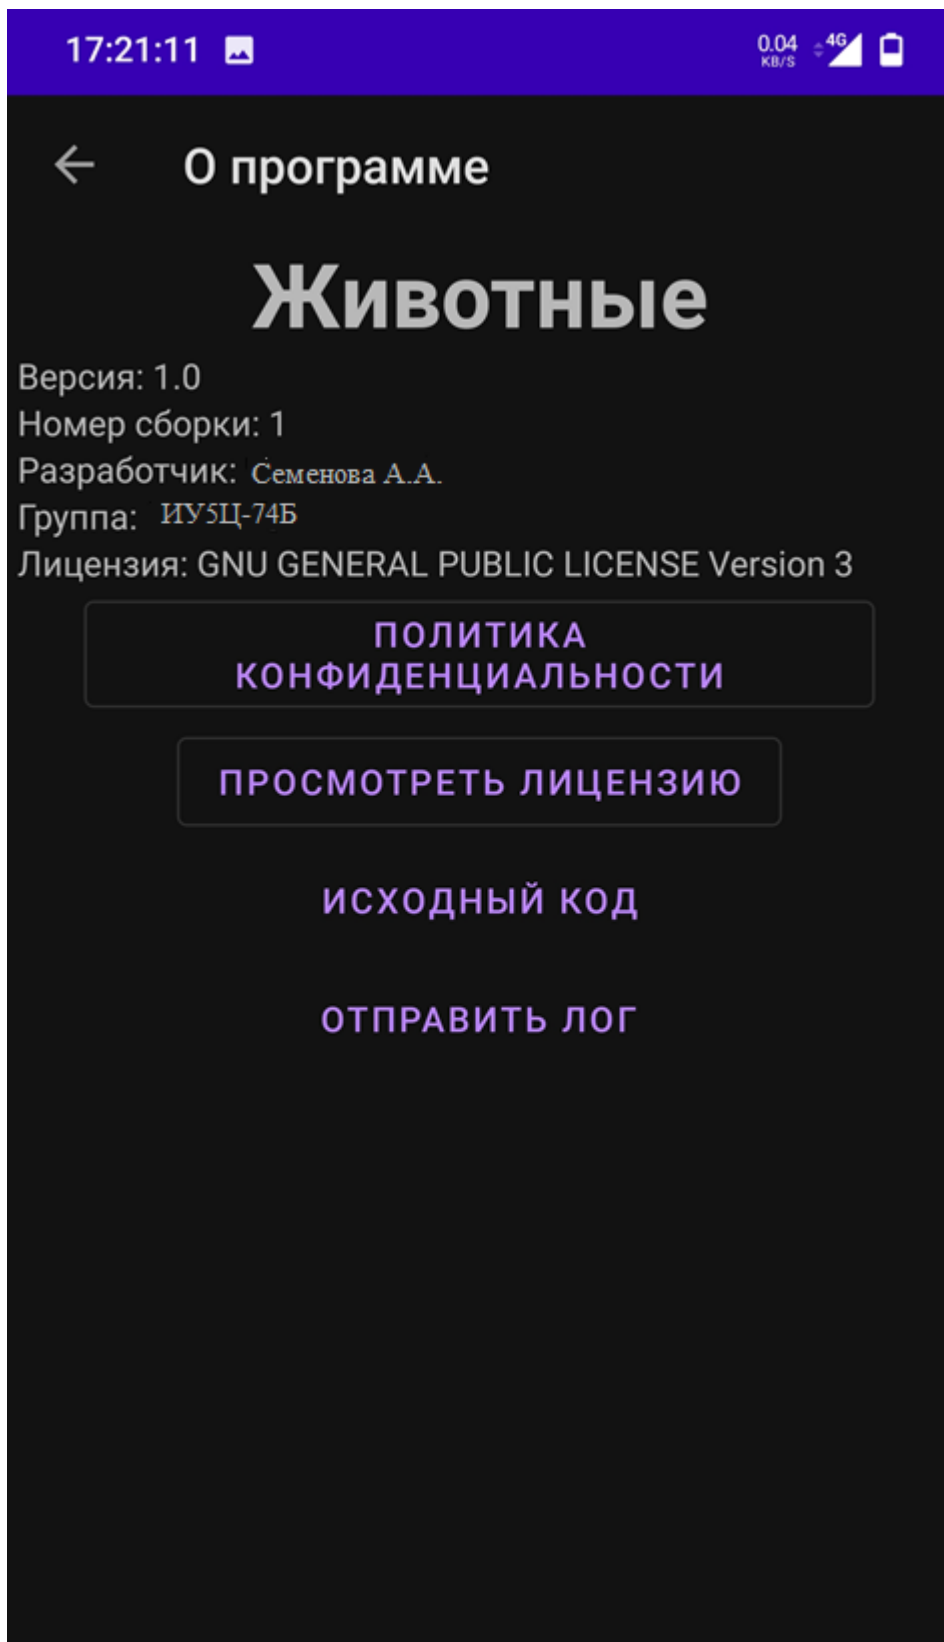 17:21:11
0.04
KB/S
4G
О программе
Животные
Версия: 1.0
Номер сборки: 1
Разработчик: Семенова А.А.
Группа: ИУ5Ц-74Б
Лицензия: GNU GENERAL PUBLIC LICENSE Version 3
ПОЛИТИКА
КОНФИДЕНЦИАЛЬНОСТИ
ПРОСМОТРЕТЬ ЛИЦЕНЗИЮ
ИСХОДНЫЙ КОД
ОТПРАВИТЬ ЛОГ